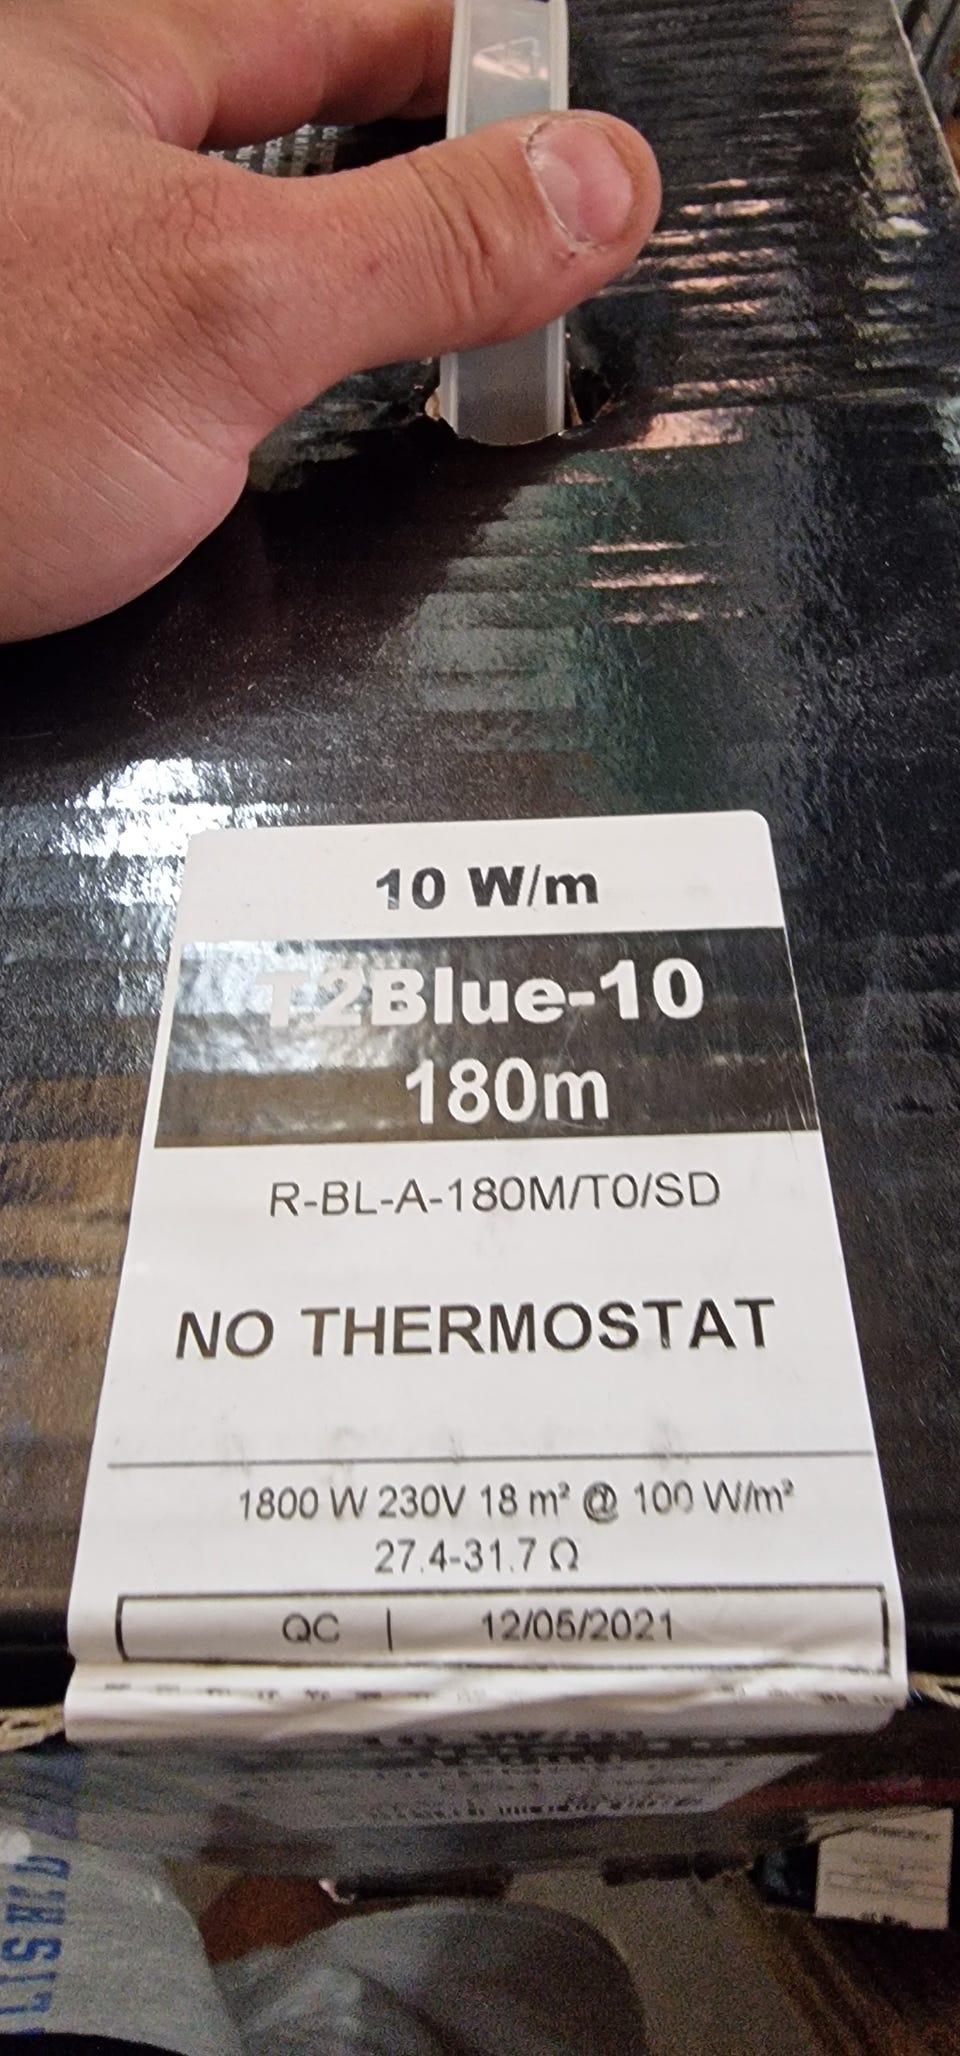 10 W/m
T2Blue-10
180m
R-BL-A-180M/T0/SD
NO THERMOSTAT
1800 W 230V 18 m² @ 100 W/m²
27.4-31.7 Ω
QC | 12/05/2021